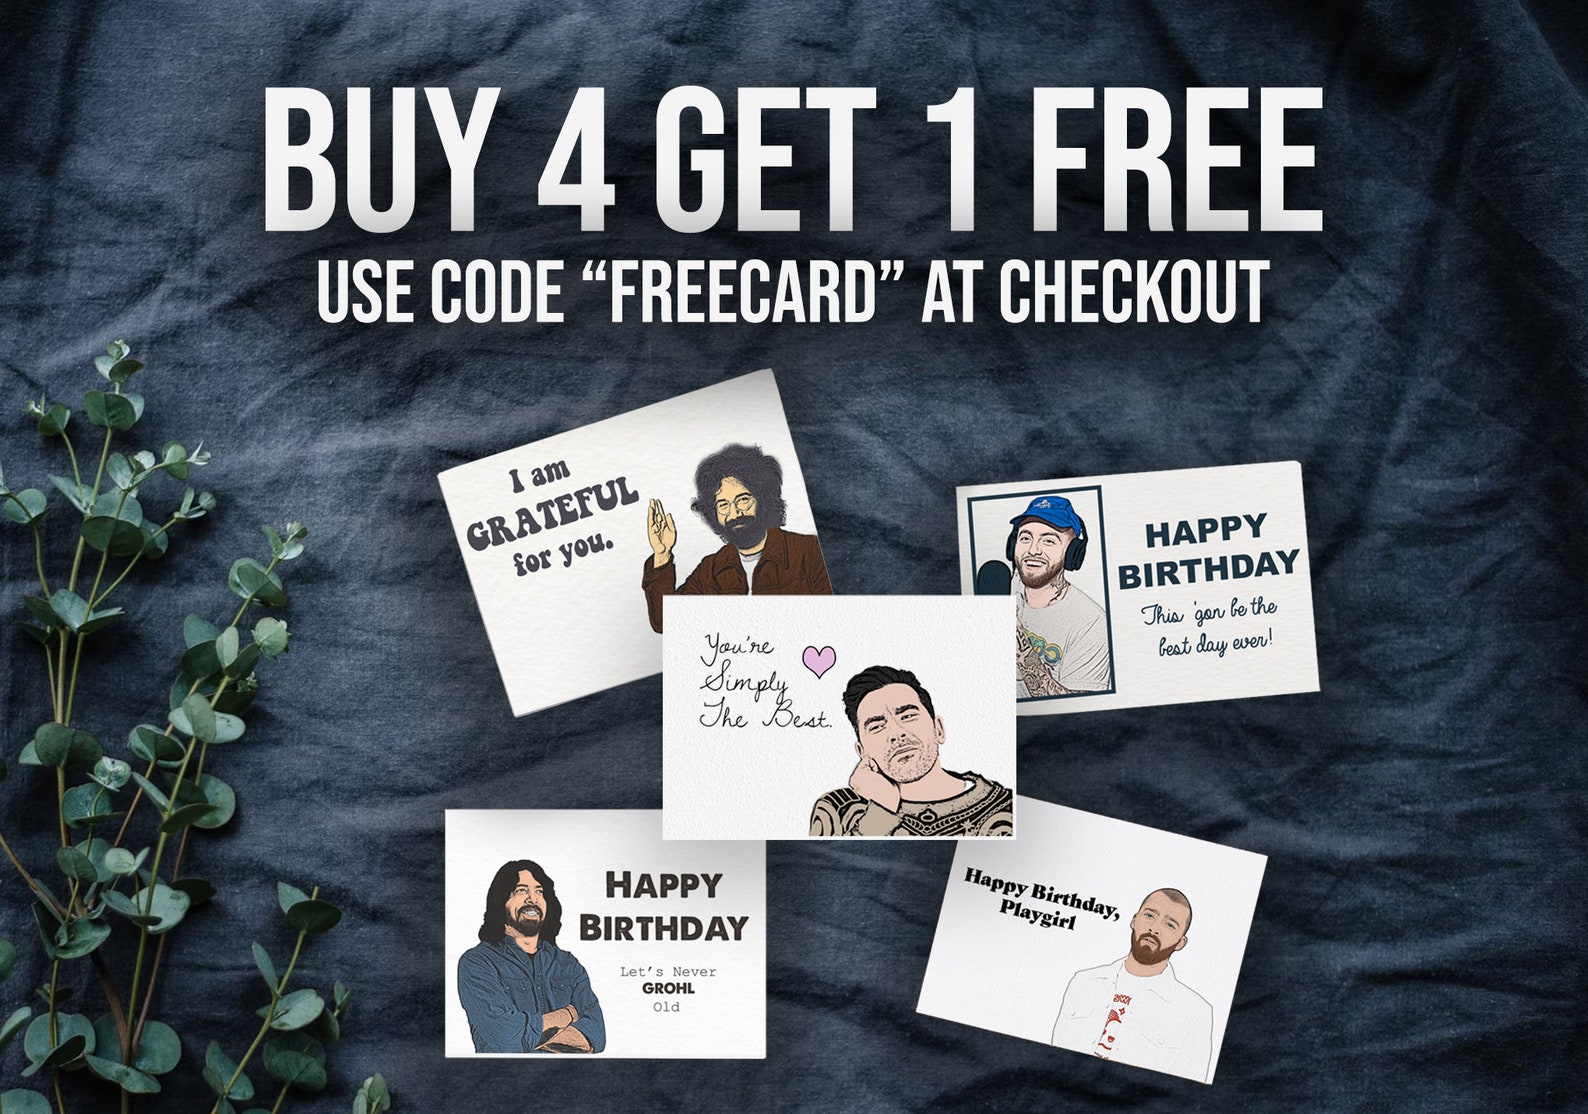 BUY 4 GET 1 FREE
USE CODE “FREECARD” AT CHECKOUT
I am
GRATEFUL
for you.
HAPPY
BIRTHDAY
This 'gon be the
best day ever!
You're
Simply
The Best.
HAPPY
BIRTHDAY
Let's Never
GROHL
Old
Happy Birthday,
Playgirl